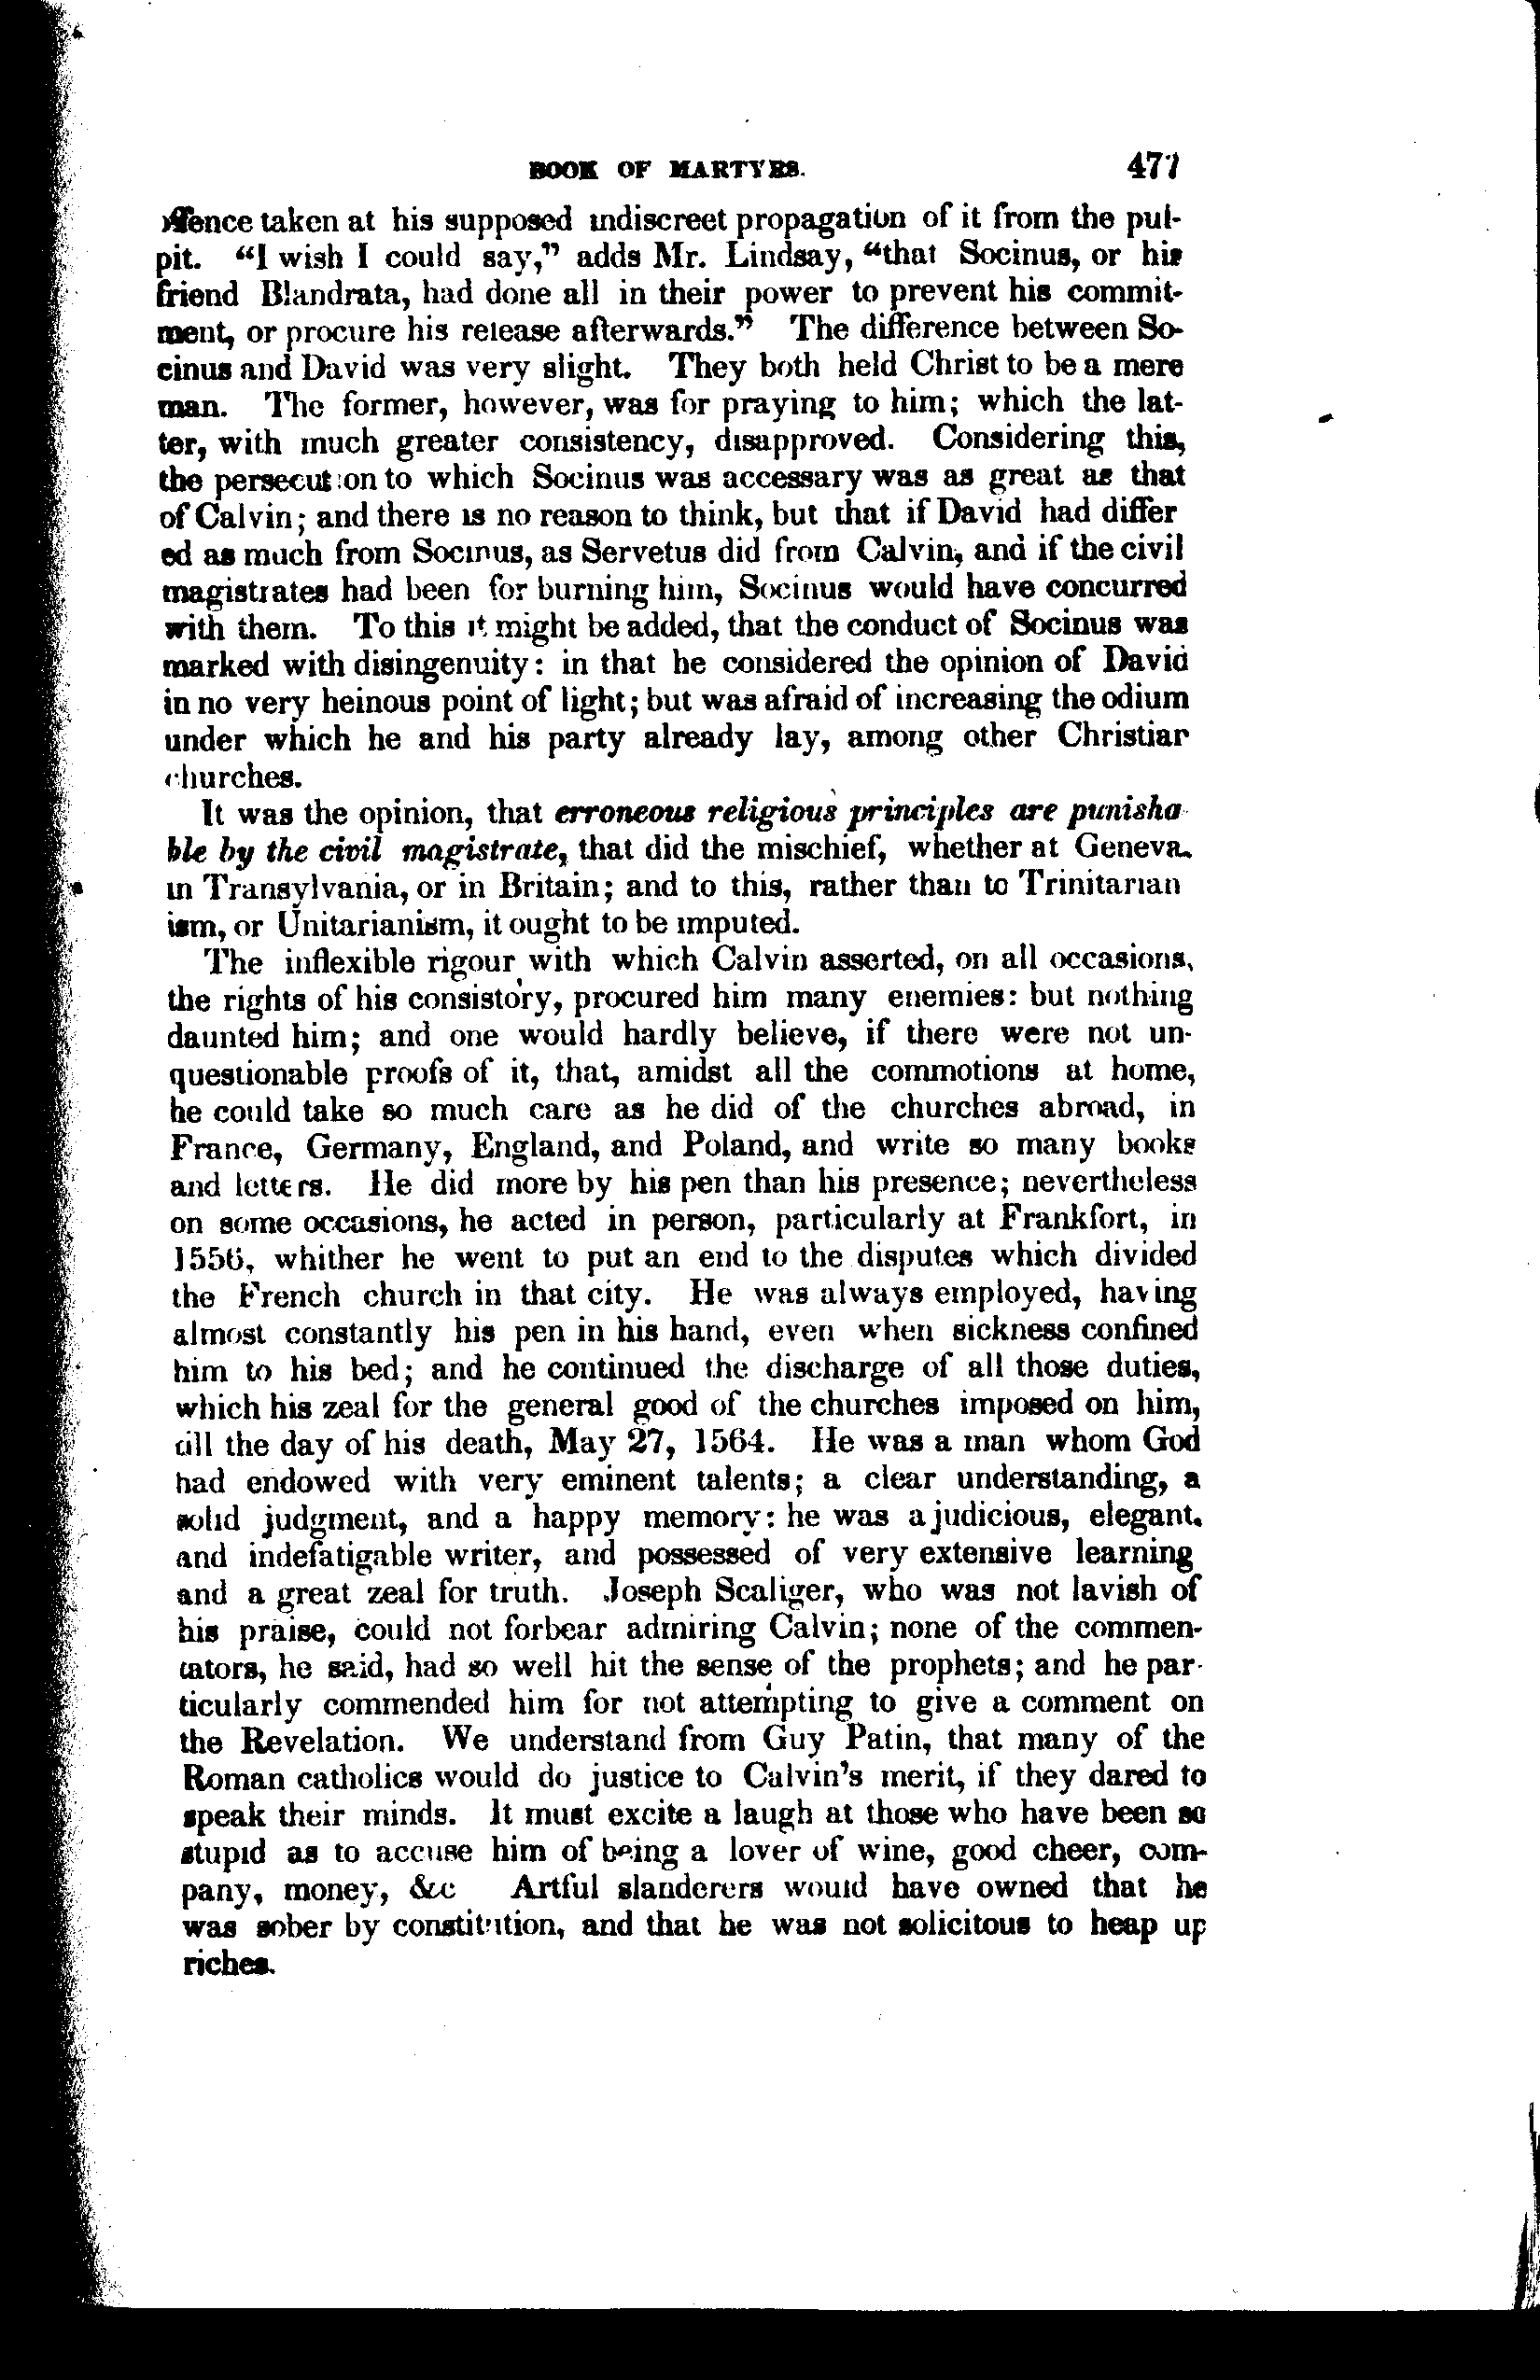 BOOK OF MARTYRS. 477
offence taken at his supposed indiscreet propagation of it from the pul-
pit. "I wish I could say," adds Mr. Lindsay, "that Socinus, or his
friend Blandrata, had done all in their power to prevent his commit-
ment, or procure his release afterwards." The difference between So-
cinus and David was very slight. They both held Christ to be a mere
man. The former, however, was for praying to him; which the lat-
ter, with much greater consistency, disapproved. Considering this,
the persecution to which Socinus was accessary was as great as that
of Calvin; and there is no reason to think, but that if David had differ
ed as much from Socinus, as Servetus did from Calvin, and if the civil
magistrates had been for burning him, Socinus would have concurred
with them. To this it might be added, that the conduct of Socinus was
marked with disingenuity: in that he considered the opinion of David
in no very heinous point of light; but was afraid of increasing the odium
under which he and his party already lay, among other Christian
churches.
It was the opinion, that erroneous religious principles are punisha
ble by the civil magistrate, that did the mischief, whether at Geneva.
in Transylvania, or in Britain; and to this, rather than to Trinitarian
ism, or Unitarianism, it ought to be imputed.
The inflexible rigour with which Calvin asserted, on all occasions,
the rights of his consistory, procured him many enemies: but nothing
daunted him; and one would hardly believe, if there were not un-
questionable proofs of it, that, amidst all the commotions at home,
he could take so much care as he did of the churches abroad, in
France, Germany, England, and Poland, and write so many books
and letters. He did more by his pen than his presence; nevertheless
on some occasions, he acted in person, particularly at Frankfort, in
1556, whither he went to put an end to the disputes which divided
the French church in that city. He was always employed, having
almost constantly his pen in his hand, even when sickness confined
him to his bed; and he continued the discharge of all those duties,
which his zeal for the general good of the churches imposed on him,
till the day of his death, May 27, 1564. He was a man whom God
had endowed with very eminent talents; a clear understanding, a
solid judgment, and a happy memory: he was a judicious, elegant,
and indefatigable writer, and possessed of very extensive learning
and a great zeal for truth. Joseph Scaliger, who was not lavish of
his praise, could not forbear admiring Calvin; none of the commen-
tators, he said, had so well hit the sense of the prophets; and he par-
ticularly commended him for not attempting to give a comment on
the Revelation. We understand from Guy Patin, that many of the
Roman catholics would do justice to Calvin's merit, if they dared to
speak their minds. It must excite a laugh at those who have been so
stupid as to accuse him of being a lover of wine, good cheer, com-
pany, money, &c Artful slanderers would have owned that he
was sober by constitution, and that he was not solicitous to heap up
riches.